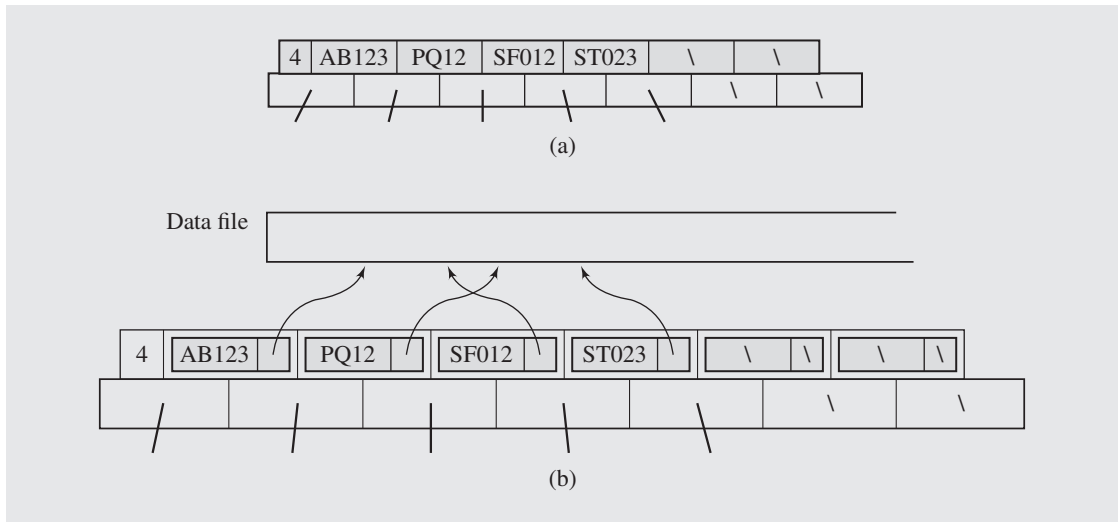 4 AB123 PQ12 SF012 ST023 \ \
\ \
(a)
Data file
4 AB123 PQ12 SF012 ST023 \ \ \ \
\ \
(b)